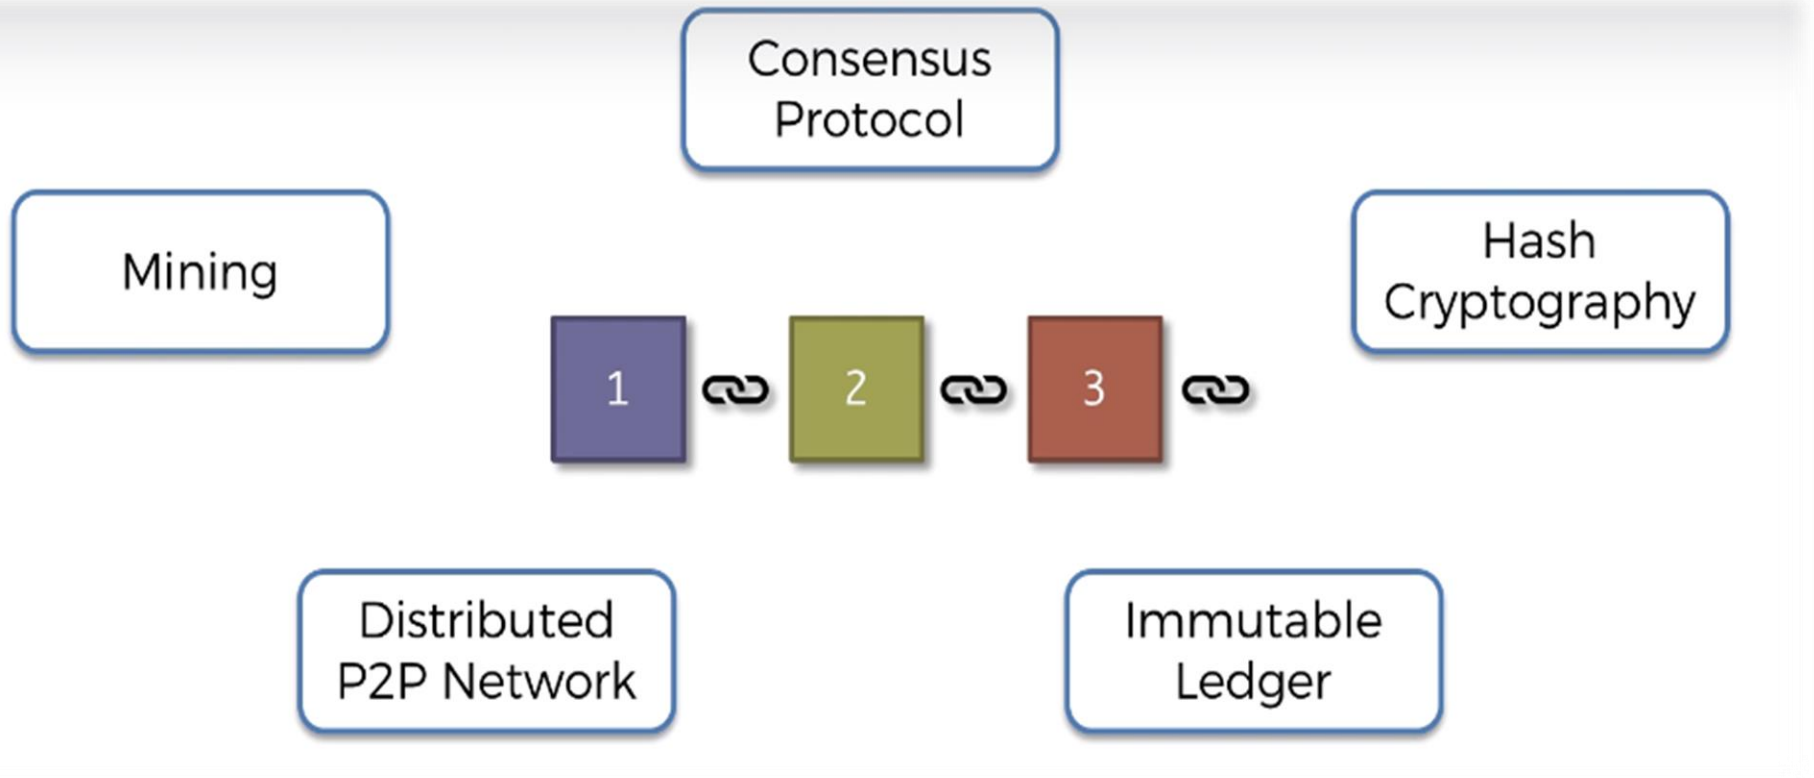 Consensus
Protocol
Mining
Hash
Cryptography
1
2
3
Distributed
P2P Network
Immutable
Ledger